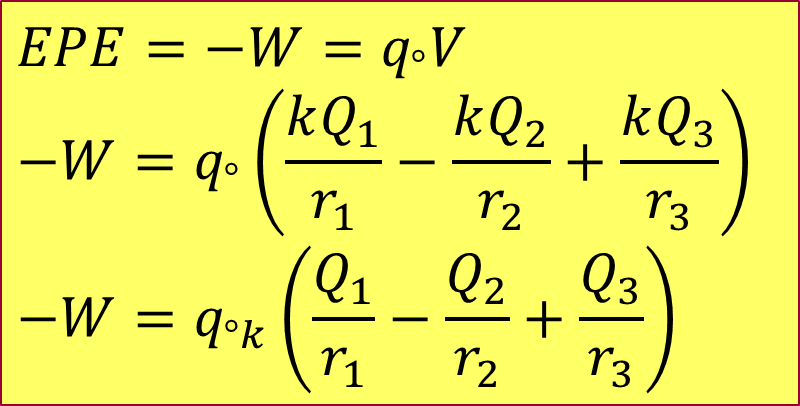 EPE = −W = q∘V
−W = q∘ (kQ₁/r₁ − kQ₂/r₂ + kQ₃/r₃)
−W = q∘ₖ (Q₁/r₁ − Q₂/r₂ + Q₃/r₃)